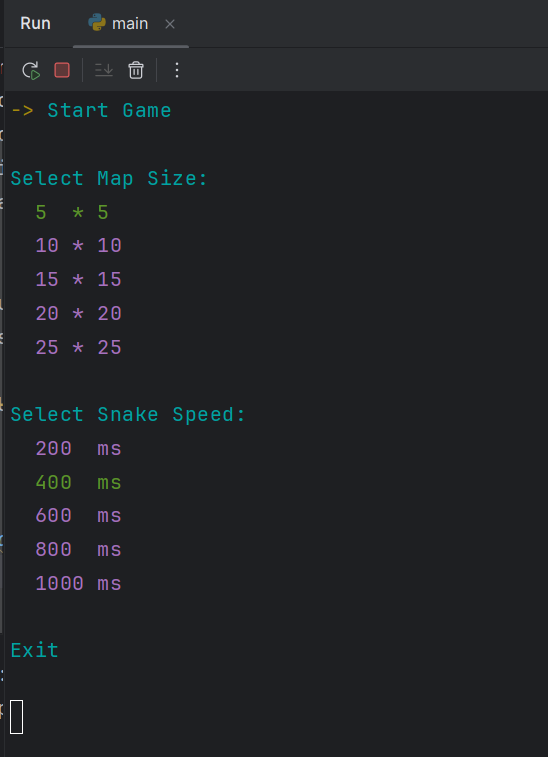 Run main
-> Start Game
Select Map Size:
5 * 5
10 * 10
15 * 15
20 * 20
25 * 25
Select Snake Speed:
200 ms
400 ms
600 ms
800 ms
1000 ms
Exit